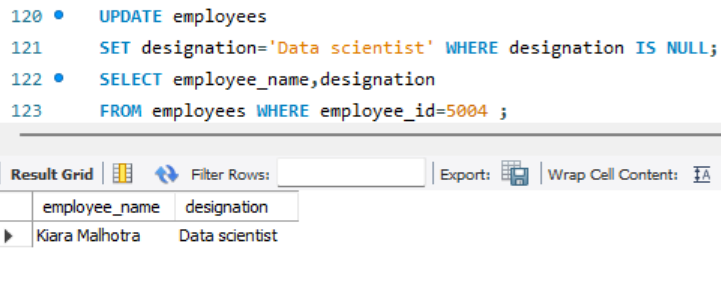 120 UPDATE employees
121 SET designation='Data scientist' WHERE designation IS NULL;
122 SELECT employee_name,designation
123 FROM employees WHERE employee_id=5004 ;
Result Grid Filter Rows: Export: Wrap Cell Content: IA
employee_name designation
Kiara Malhotra Data scientist